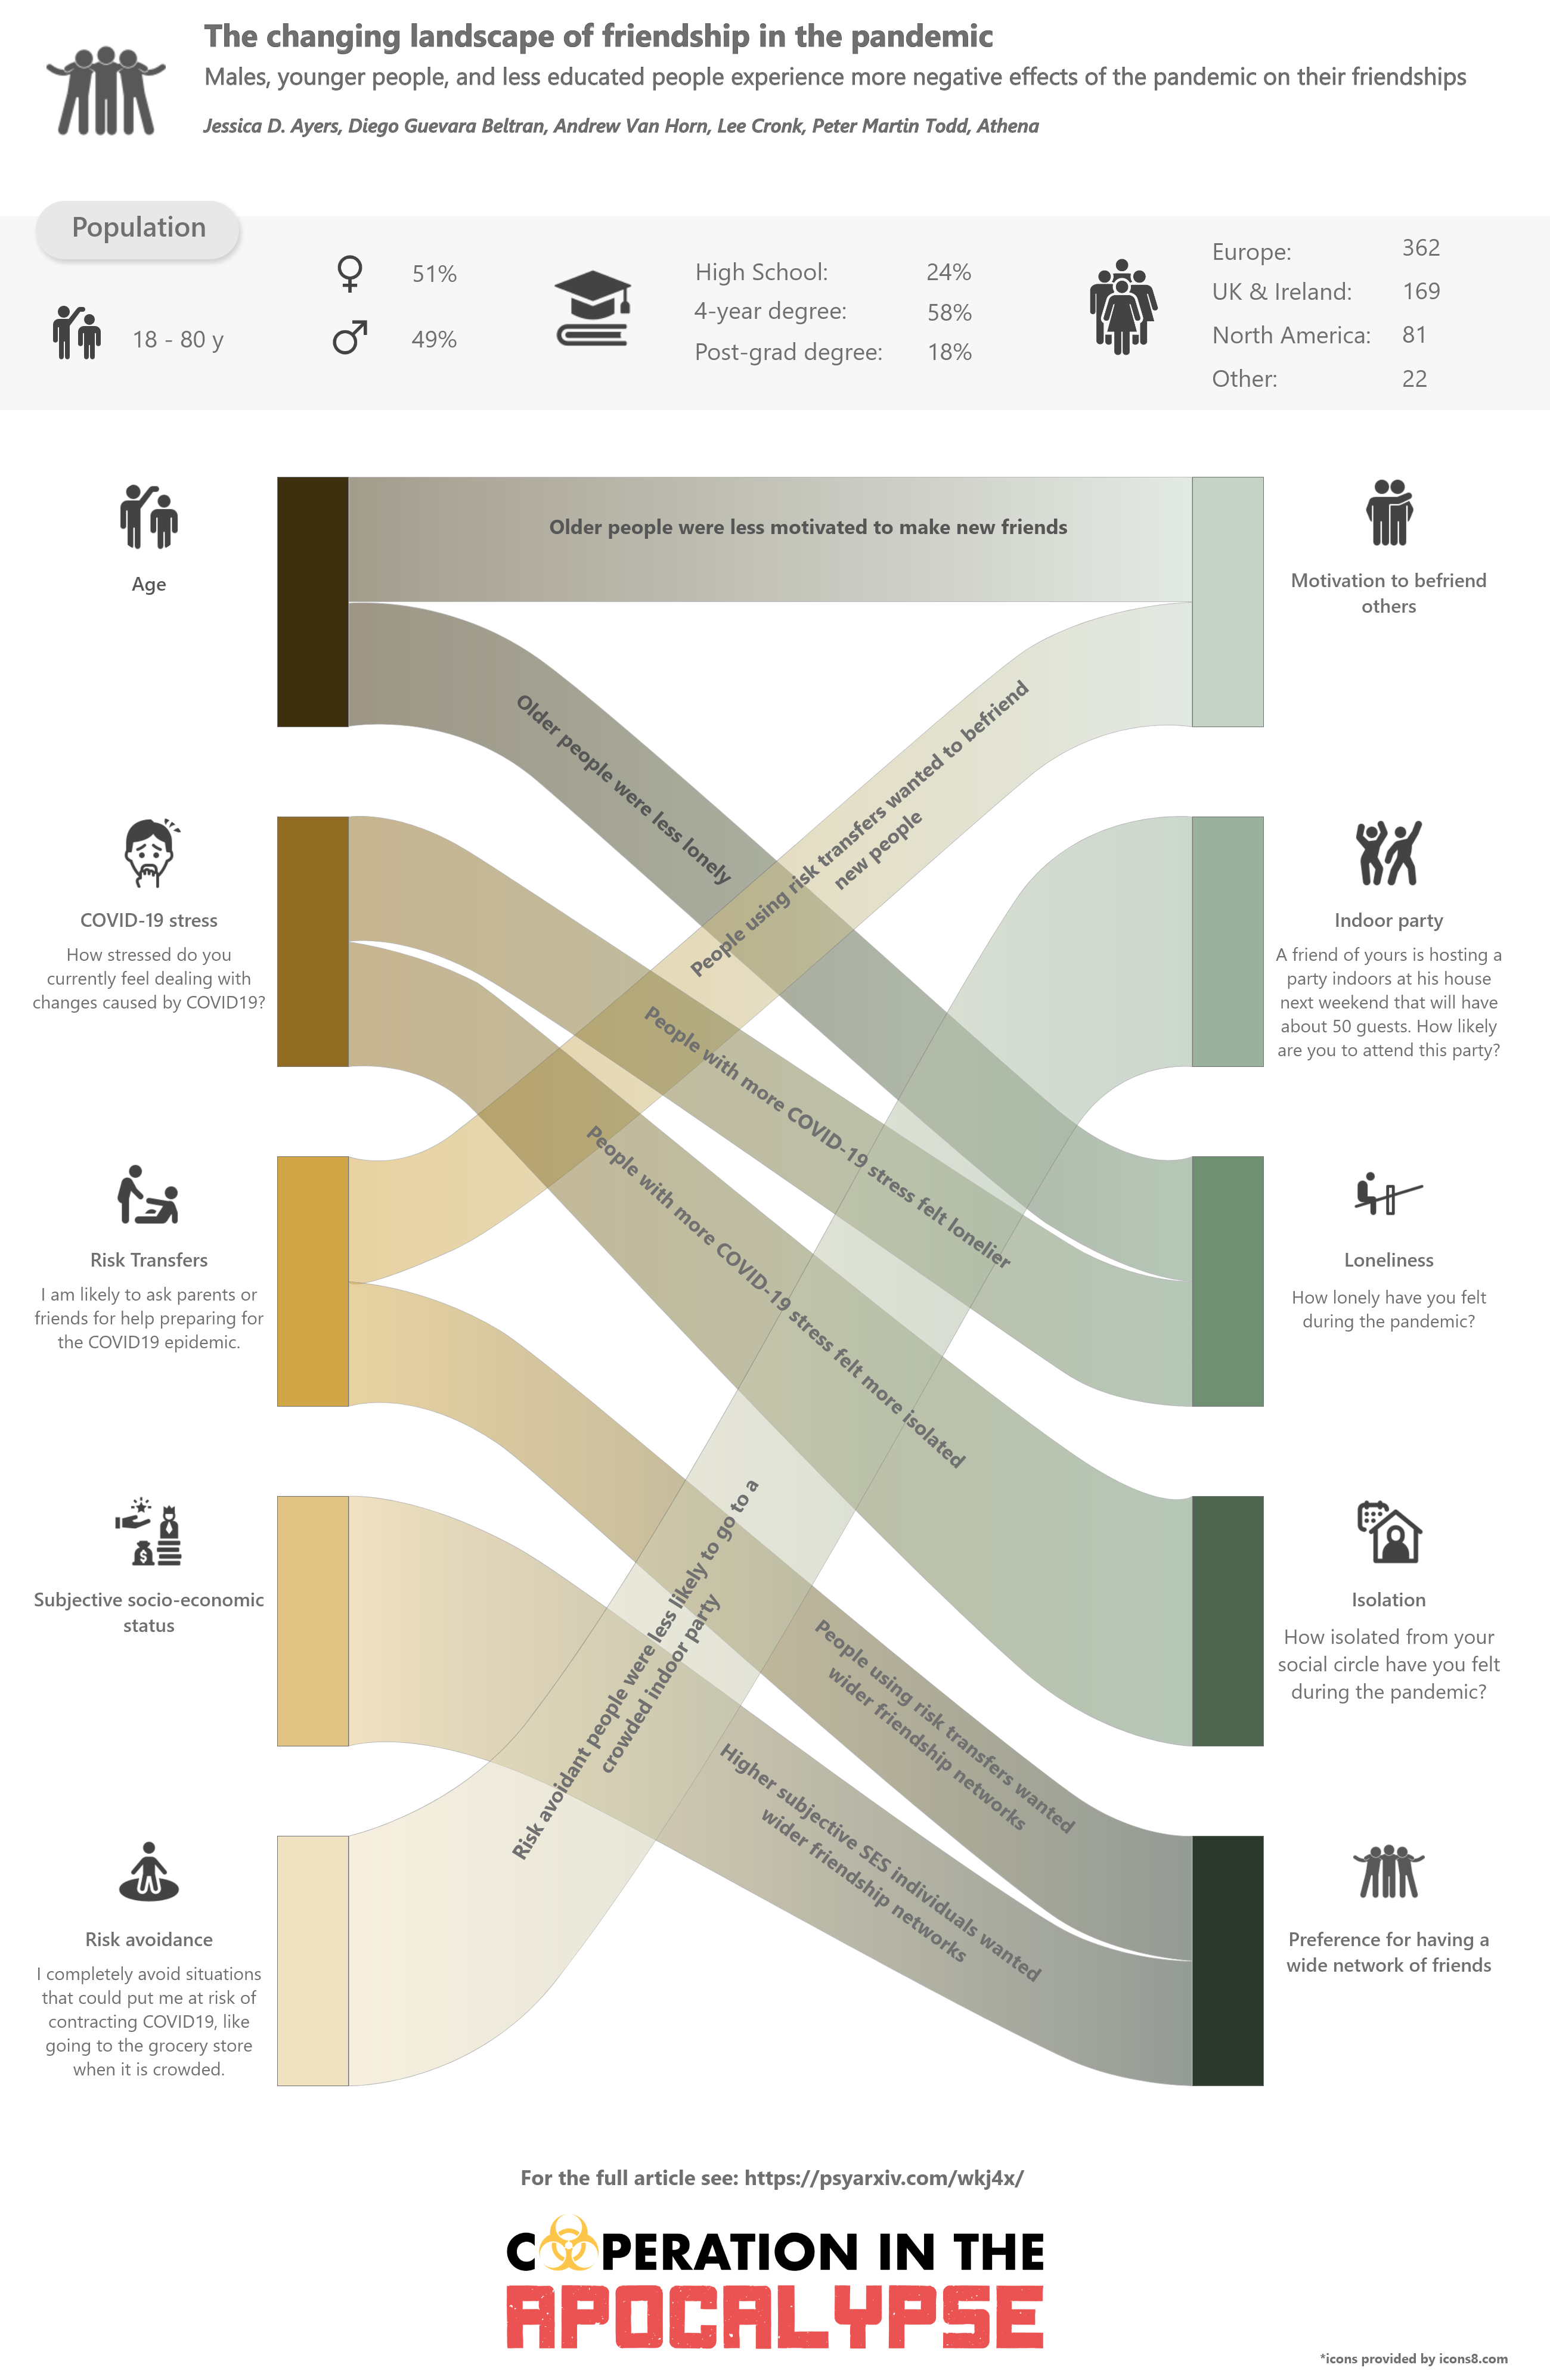 The changing landscape of friendship in the pandemic
Males, younger people, and less educated people experience more negative effects of the pandemic on their friendships
Jessica D. Ayers, Diego Guevara Beltran, Andrew Van Horn, Lee Cronk, Peter Martin Todd, Athena
Population
18 - 80 y
♀ 51%
♂ 49%
High School: 24%
4-year degree: 58%
Post-grad degree: 18%
Europe: 362
UK & Ireland: 169
North America: 81
Other: 22
Age
Older people were less motivated to make new friends
Motivation to befriend
others
Older people were less lonely
People using risk transfers wanted to befriend
new people
COVID-19 stress
How stressed do you
currently feel dealing with
changes caused by COVID19?
Indoor party
A friend of yours is hosting a
party indoors at his house
next weekend that will have
about 50 guests. How likely
are you to attend this party?
People with more COVID-19 stress felt lonelier
People with more COVID-19 stress felt more isolated
Risk Transfers
I am likely to ask parents or
friends for help preparing for
the COVID19 epidemic.
Loneliness
How lonely have you felt
during the pandemic?
Subjective socio-economic
status
Risk avoidant people were less likely to go to a
crowded indoor party
People using risk transfers wanted
wider friendship networks
Higher subjective SES individuals wanted
wider friendship networks
Isolation
How isolated from your
social circle have you felt
during the pandemic?
Risk avoidance
I completely avoid situations
that could put me at risk of
contracting COVID19, like
going to the grocery store
when it is crowded.
Preference for having a
wide network of friends
For the full article see: https://psyarxiv.com/wkj4x/
COOPERATION IN THE
APOCALYPSE
*icons provided by icons8.com